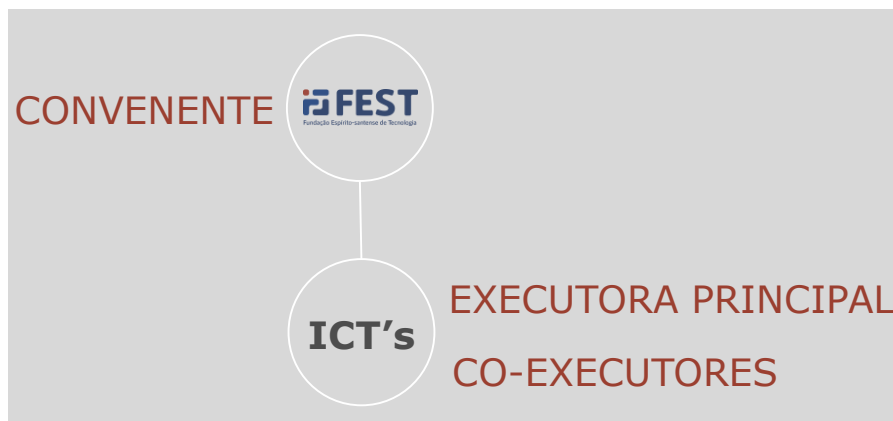 CONVENENTE
FEST
Fundação Espírito-santense de Tecnologia
ICT’s
EXECUTORA PRINCIPAL
CO-EXECUTORES